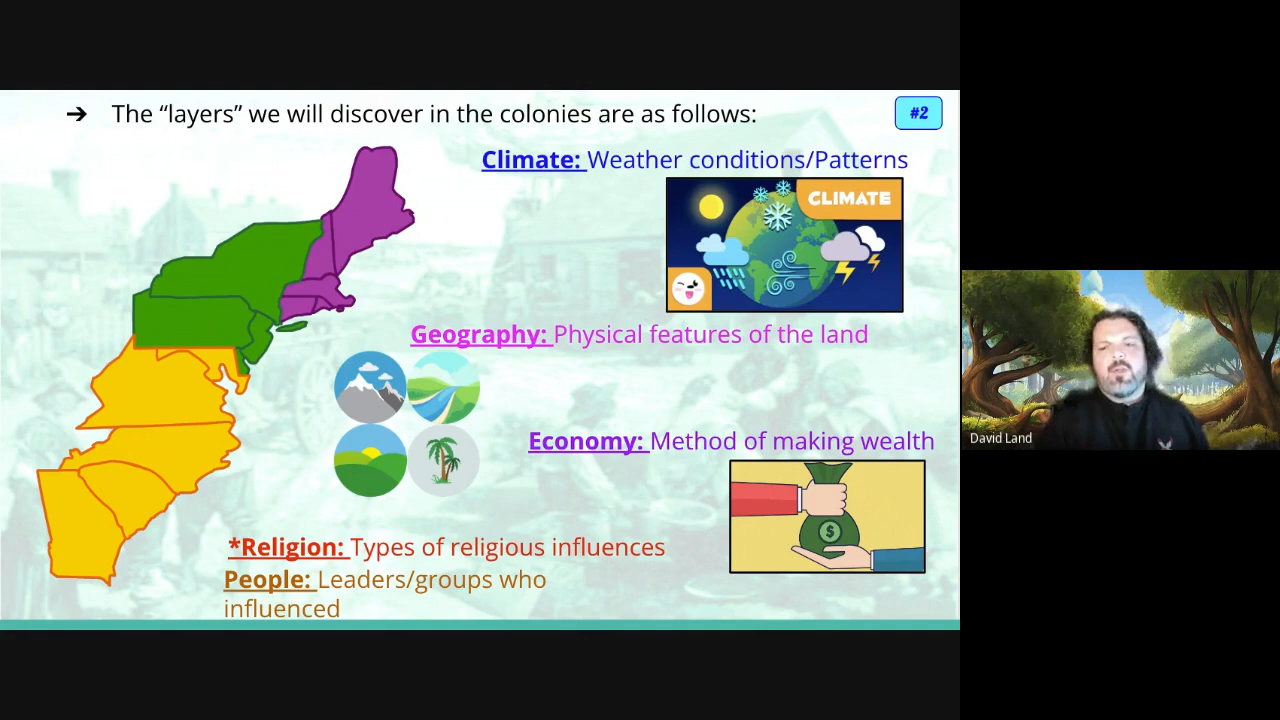 ➔ The “layers” we will discover in the colonies are as follows:
#2
Climate: Weather conditions/Patterns
CLIMATE
Geography: Physical features of the land
Economy: Method of making wealth
$
*Religion: Types of religious influences
People: Leaders/groups who
influenced
David Land